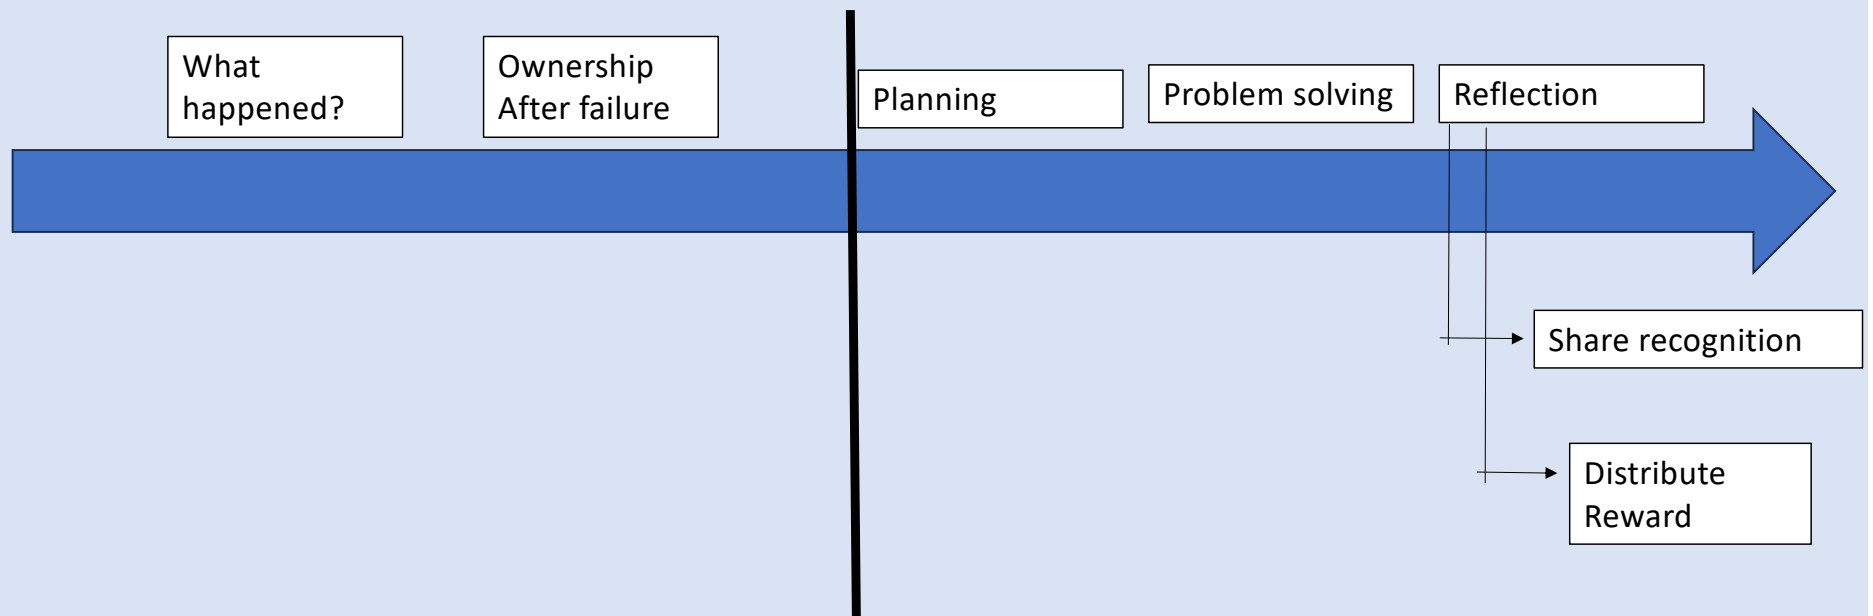 What
happened?
Ownership
After failure
Planning
Problem solving
Reflection
Share recognition
Distribute
Reward